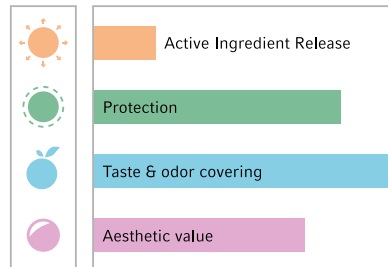 Active Ingredient Release
Protection
Taste & odor covering
Aesthetic value